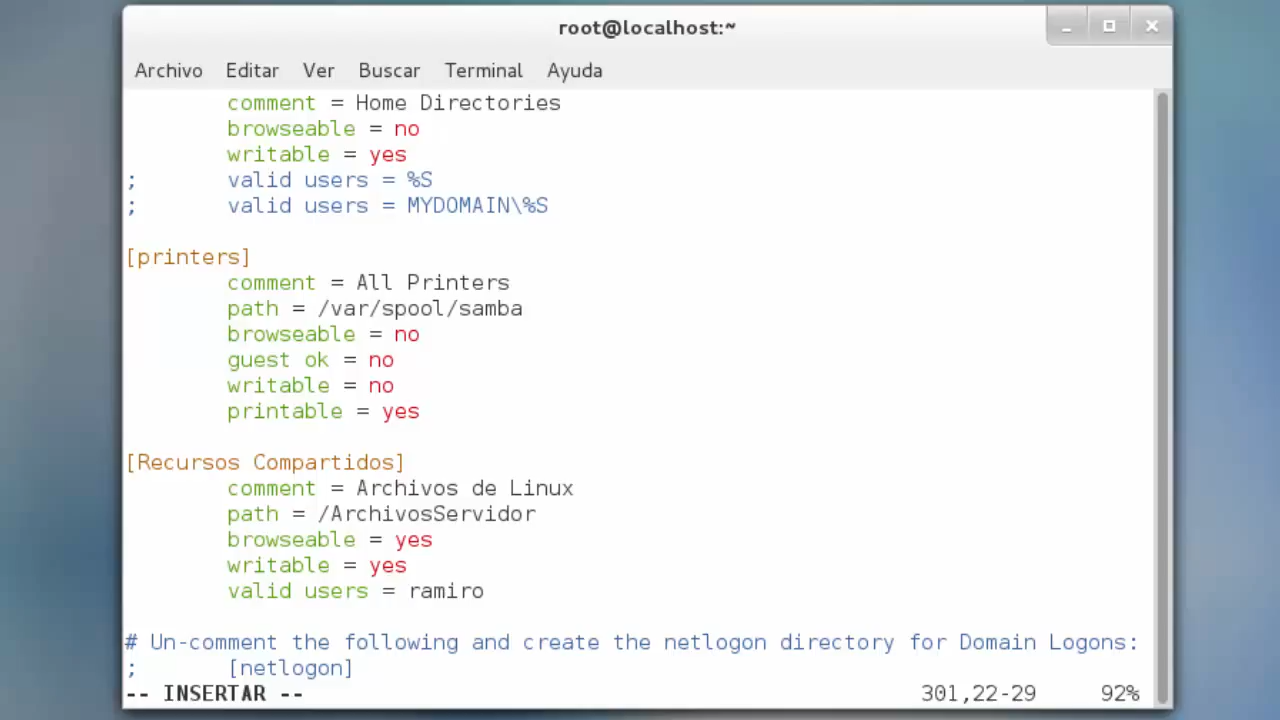 root@localhost:~
Archivo Editar Ver Buscar Terminal Ayuda
comment = Home Directories
browseable = no
writable = yes
; valid users = %S
; valid users = MYDOMAIN\%S
[printers]
comment = All Printers
path = /var/spool/samba
browseable = no
guest ok = no
writable = no
printable = yes
[Recursos Compartidos]
comment = Archivos de Linux
path = /ArchivosServidor
browseable = yes
writable = yes
valid users = ramiro
# Un-comment the following and create the netlogon directory for Domain Logons:
; [netlogon]
-- INSERTAR -- 301,22-29 92%